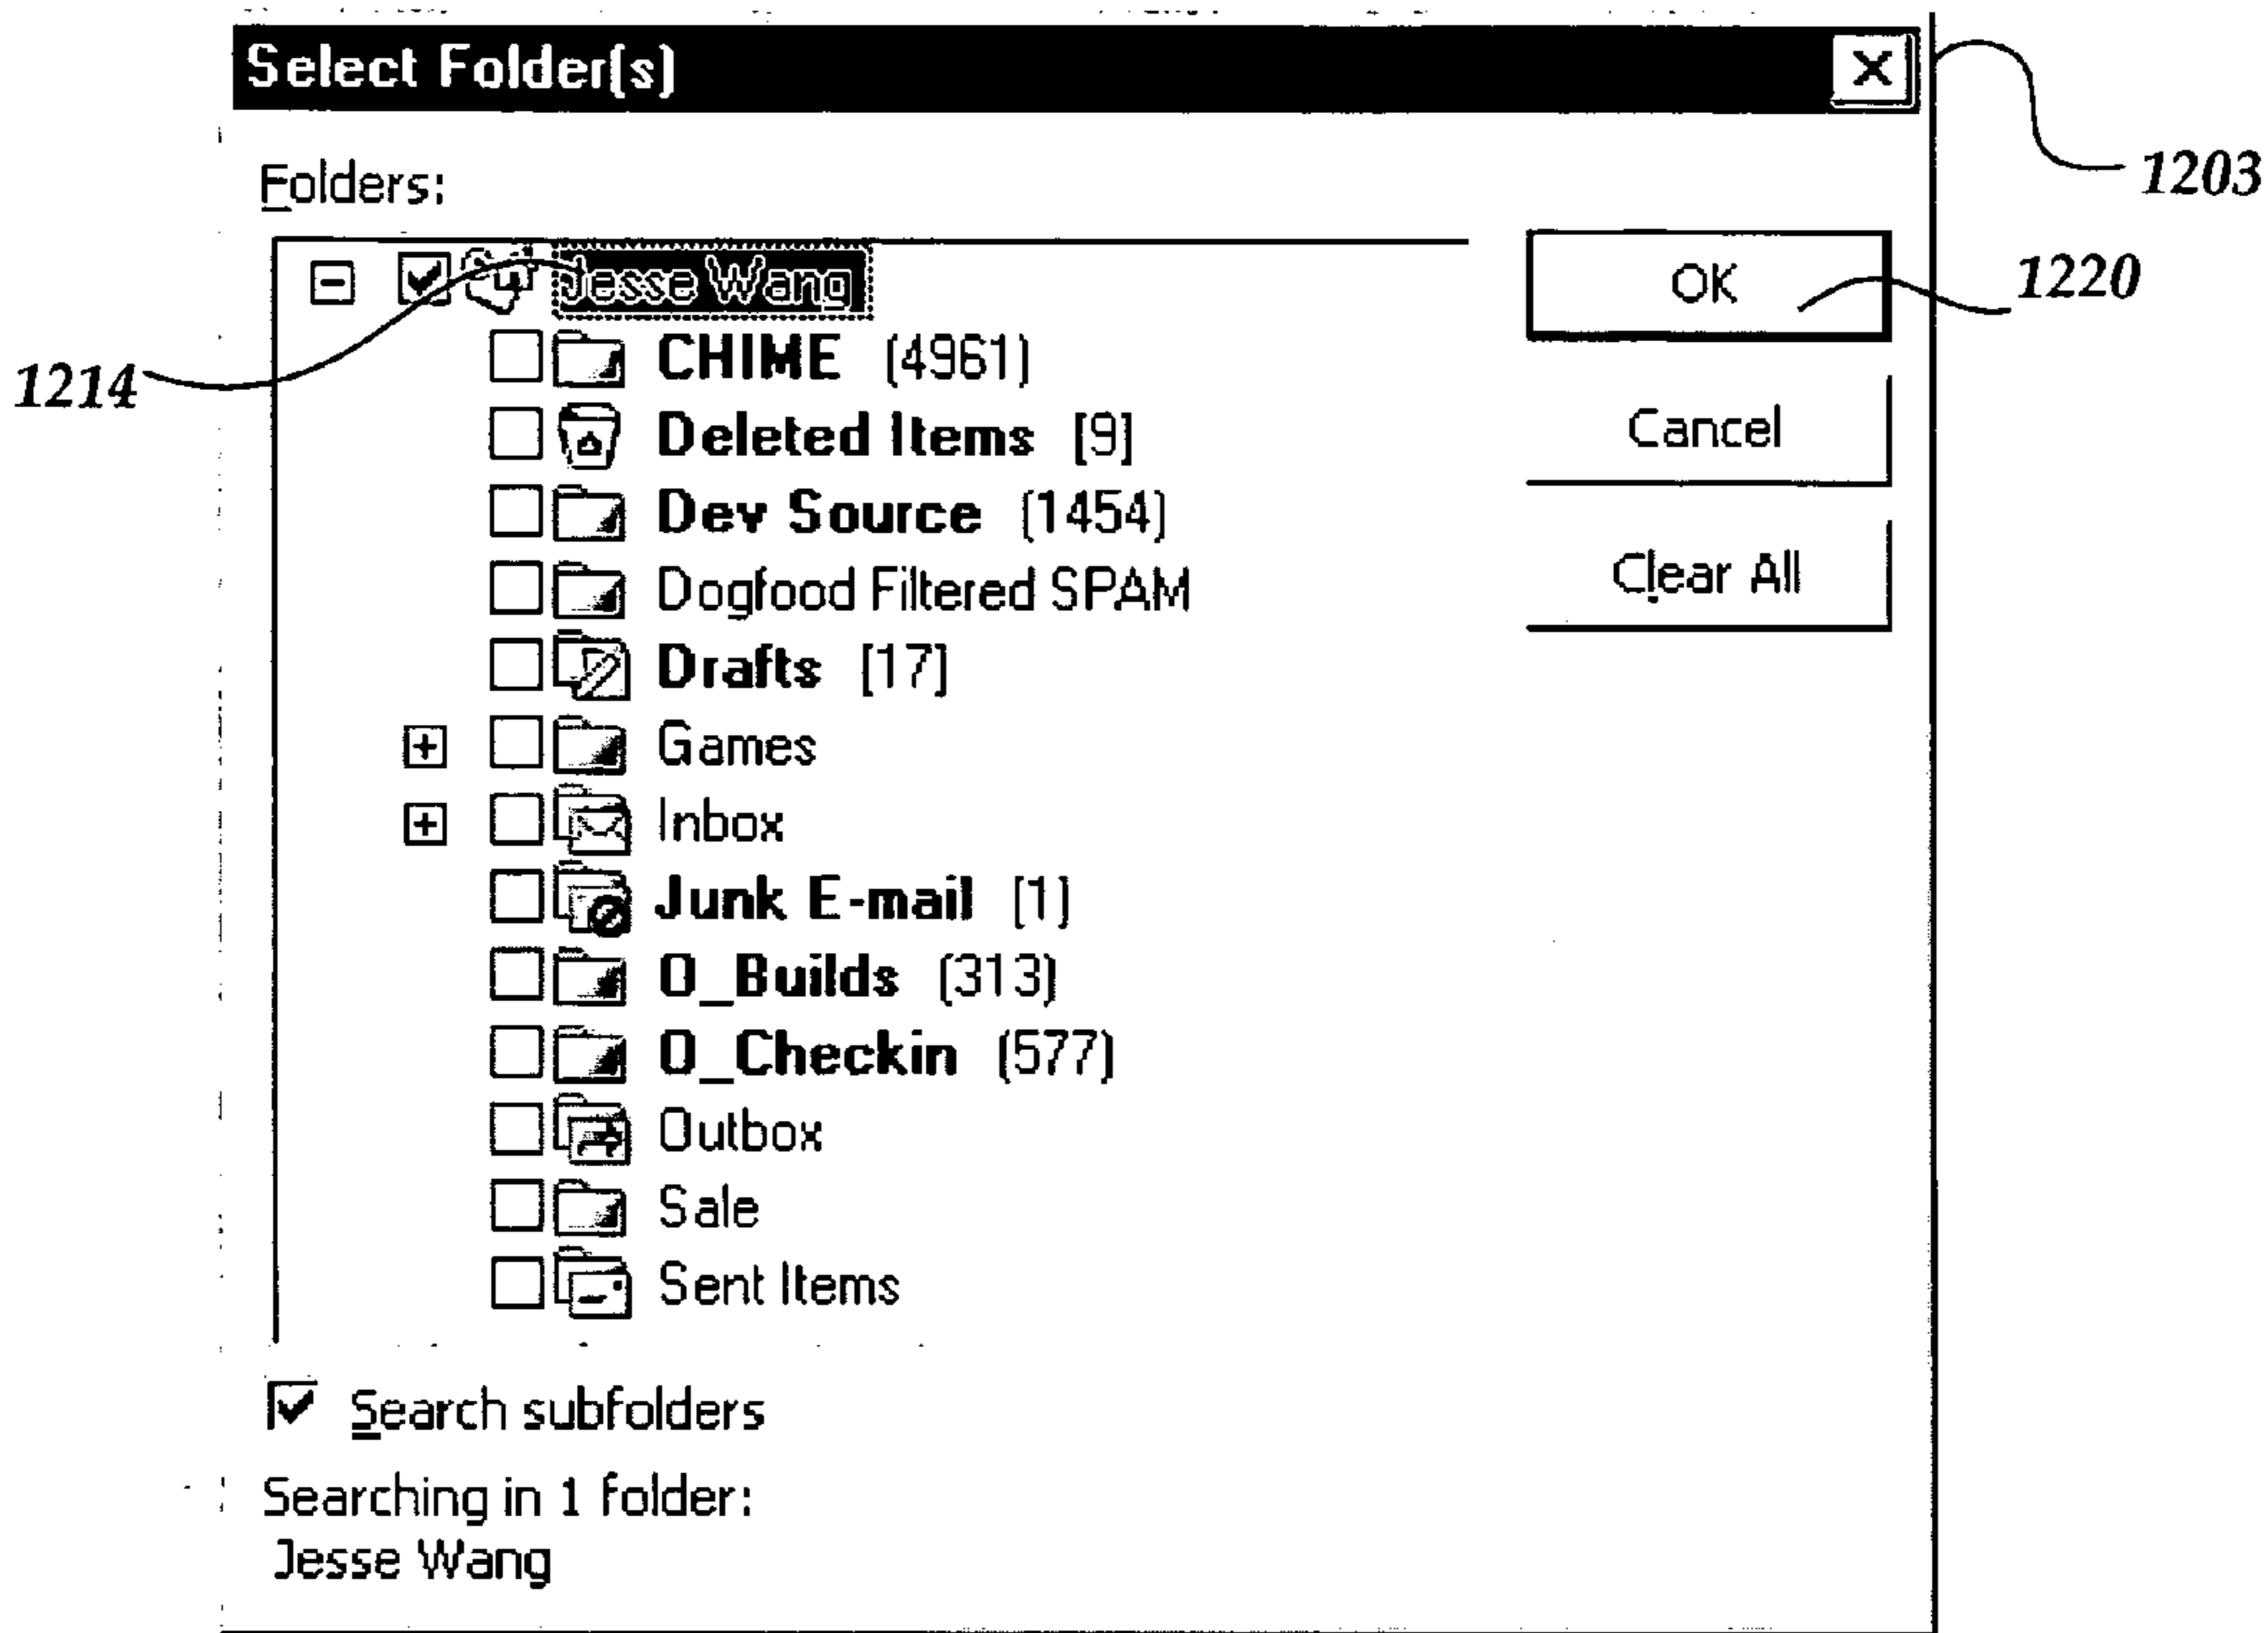 Select Folder(s)
1203
Folders:
Jesse Wang
OK
1220
1214
CHIME (4961)
Deleted Items [9]
Cancel
Dev Source (1454)
Clear All
Dogfood Filtered SPAM
Drafts [17]
Games
Inbox
Junk E-mail [1]
O_Builds (313)
O_Checkin (577)
Outbox
Sale
Sent Items
Search subfolders
Searching in 1 folder:
Jesse Wang